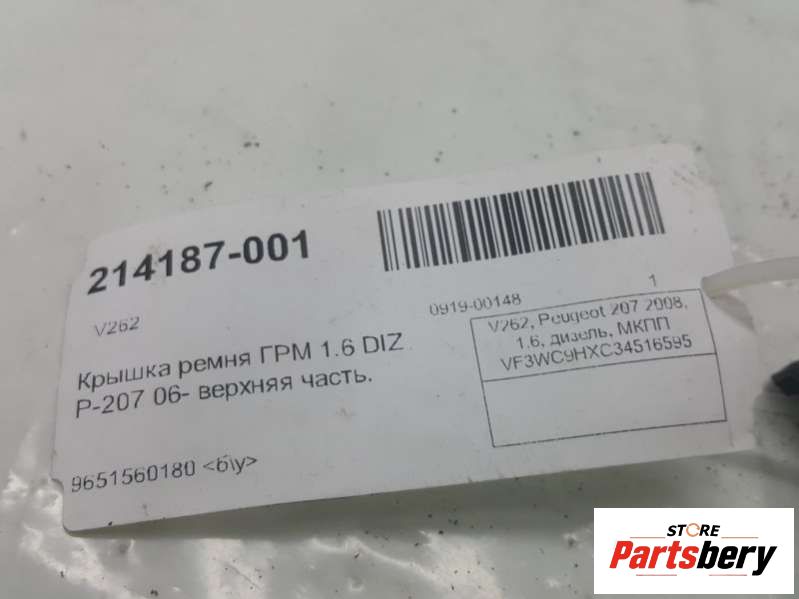 214187-001
V262
0919-00148
1
Крышка ремня ГРМ 1.6 DIZ
P-207 06- верхняя часть.
V262, Peugeot 207 2008,
1.6, дизель, МКПП
VF3WC9HXC34516595
9651560180 <б\у>
STORE
Partsbery